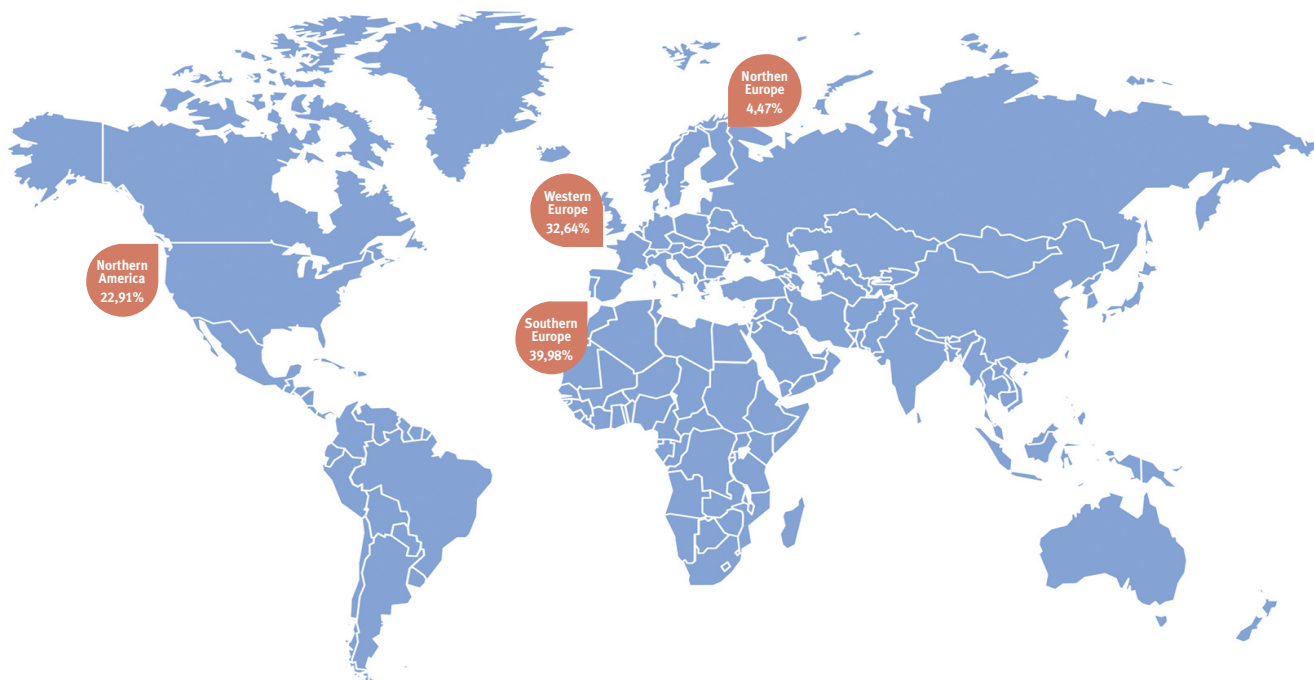 Northen
Europe
4,47%
Western
Europe
32,64%
Northern
America
22,91%
Southern
Europe
39,98%